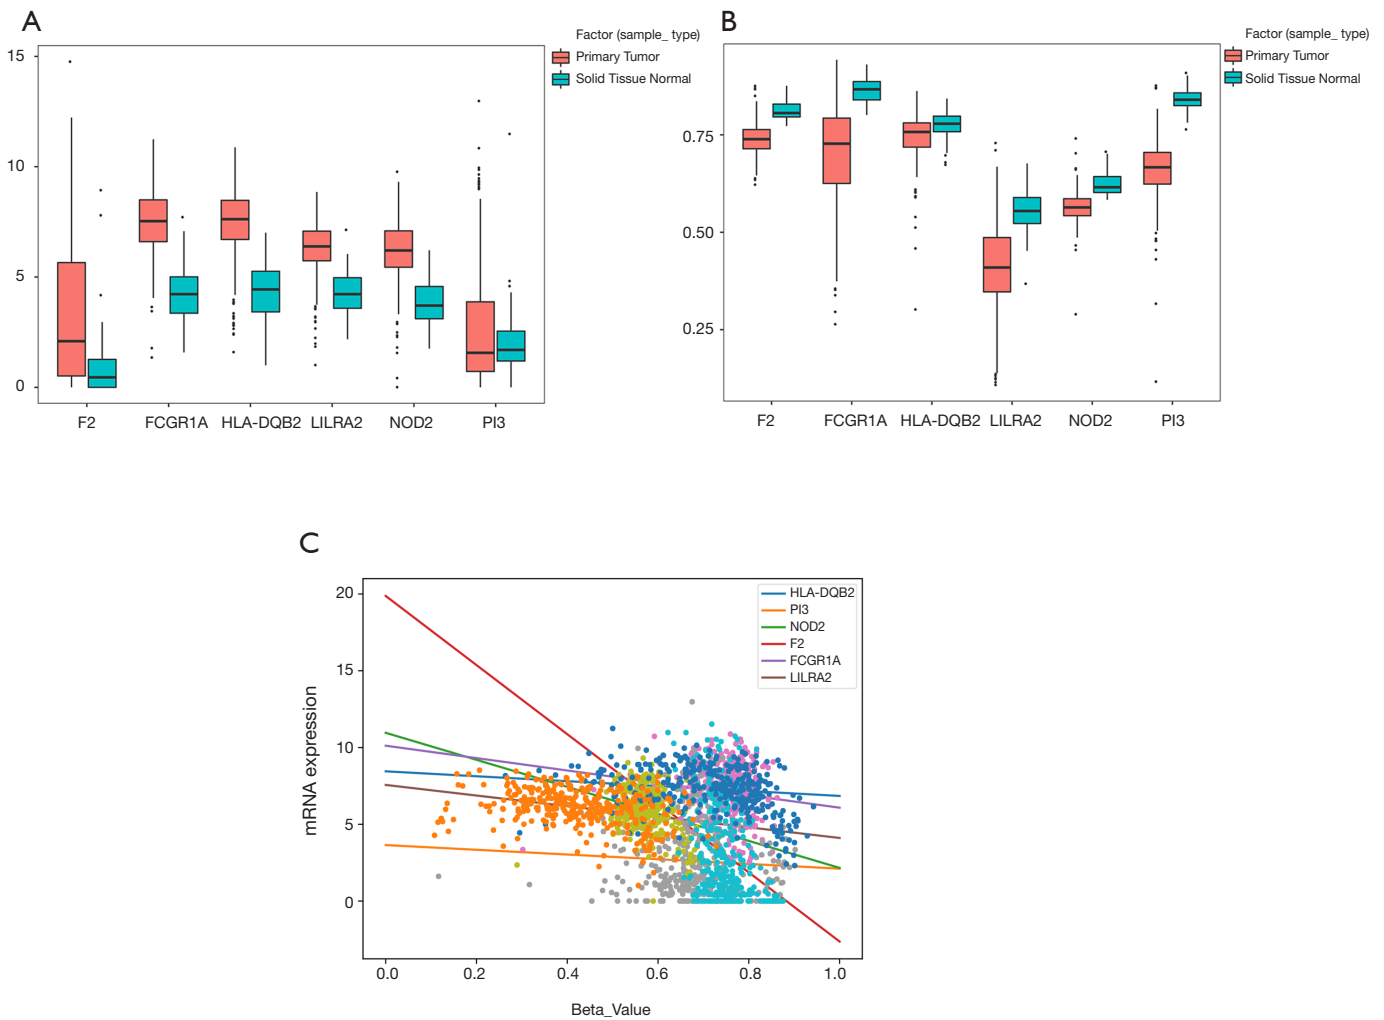 A
Factor (sample_ type)
Primary Tumor
Solid Tissue Normal
15
10
5
0
F2 FCGR1A HLA-DQB2 LILRA2 NOD2 PI3
B
Factor (sample_ type)
Primary Tumor
Solid Tissue Normal
0.75
0.50
0.25
F2 FCGR1A HLA-DQB2 LILRA2 NOD2 PI3
C
mRNA expression
20
15
10
5
0
HLA-DQB2
PI3
NOD2
F2
FCGR1A
LILRA2
0.0 0.2 0.4 0.6 0.8 1.0
Beta_Value